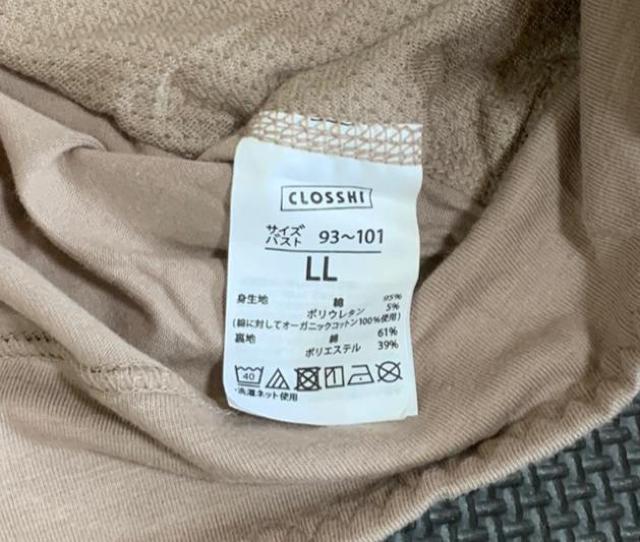 CLOSSHI
サイズ
バスト 93~101
LL
身生地 綿 95%
ポリウレタン 5%
(綿に対してオーガニックコットン100%使用)
裏地 綿 61%
ポリエステル 39%
40
・洗濯ネット使用